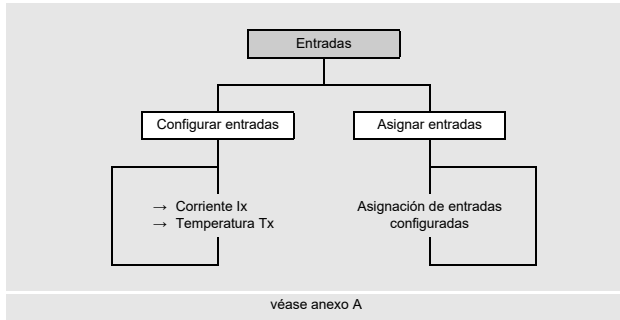 Entradas
Configurar entradas
Asignar entradas
→ Corriente Ix
→ Temperatura Tx
Asignación de entradas
configuradas
véase anexo A